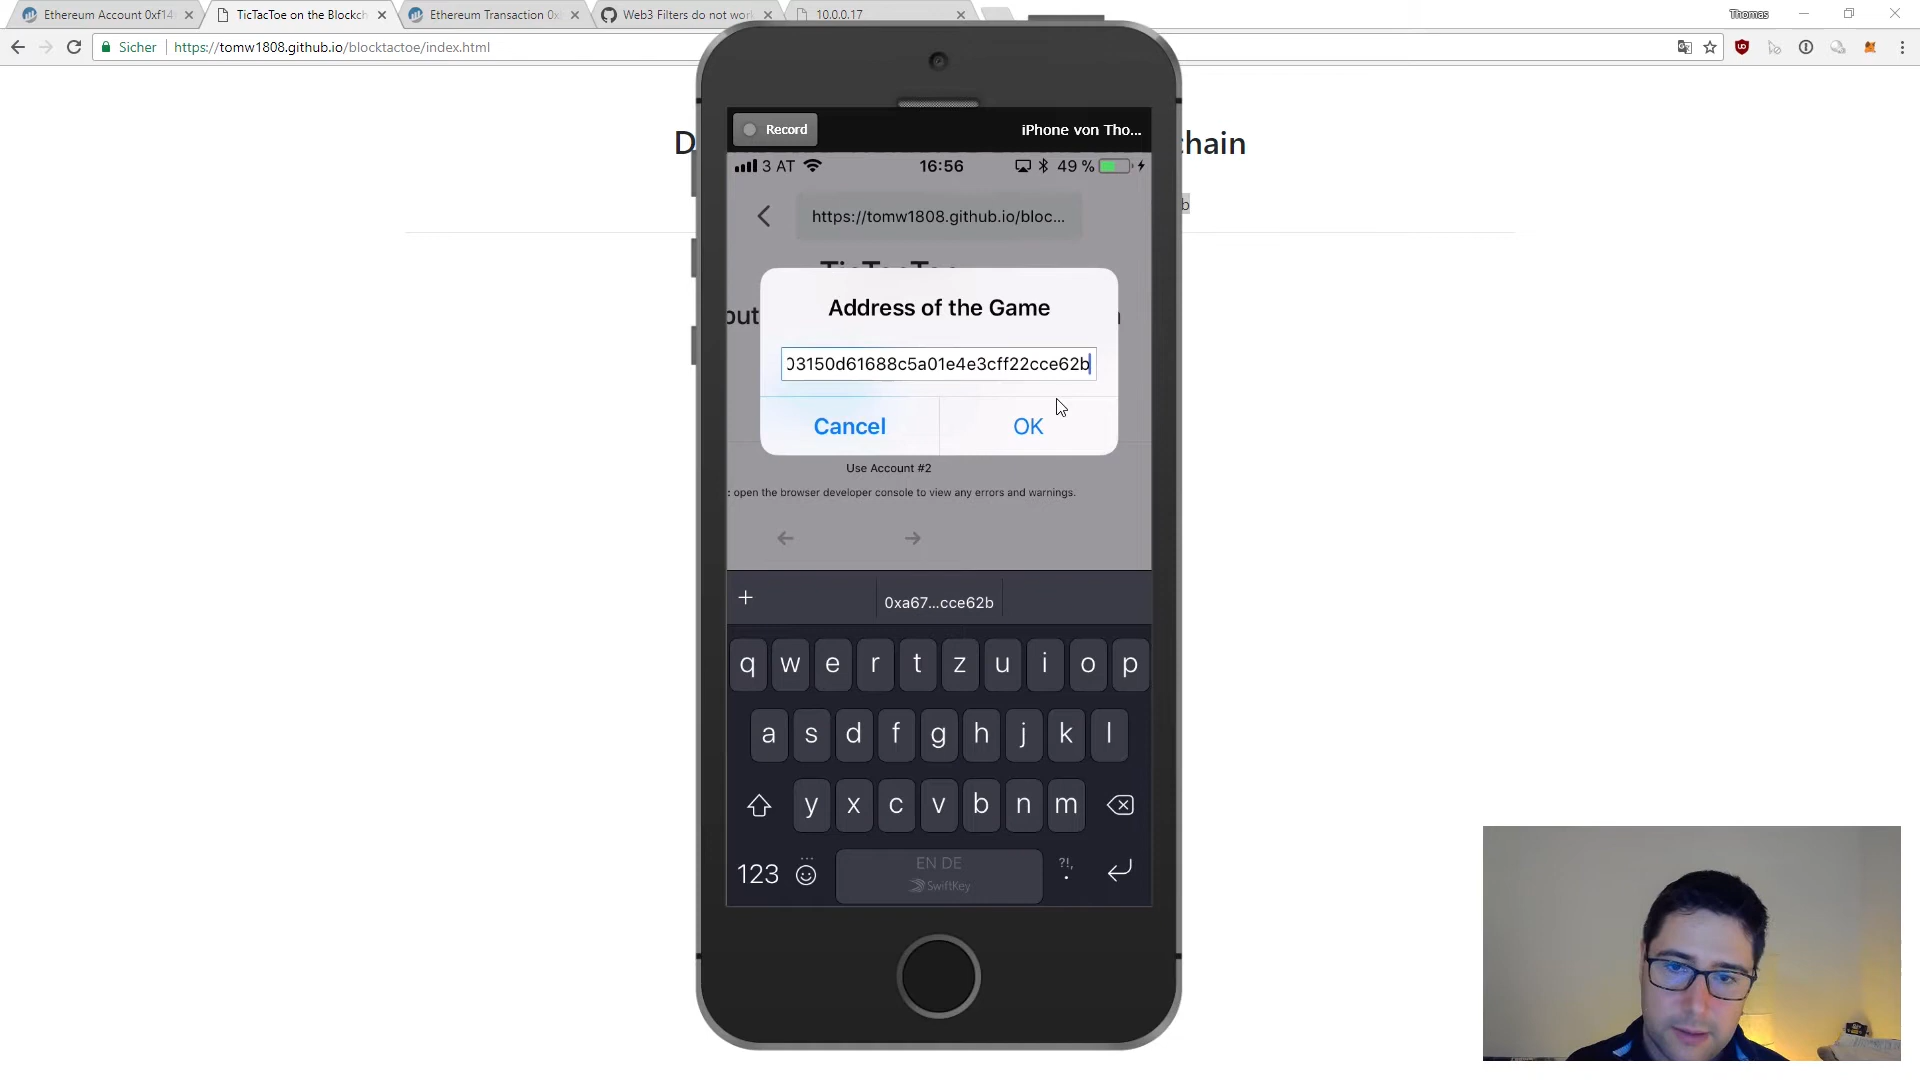 Ethereum Account 0xf14
TicTacToe on the Blockch
Ethereum Transaction 0x
Web3 Filters do not wor
10.0.0.17
Thomas
Sicher
https://tomw1808.github.io/blocktactoe/index.html
D
chain
b
Record
iPhone von Tho...
3 AT
16:56
49 %
https://tomw1808.github.io/bloc...
TicTacToe
out
Address of the Game
03150d61688c5a01e4e3cff22cce62b
Cancel
OK
Use Account #2
: open the browser developer console to view any errors and warnings.
0xa67...cce62b
q w e r t z u i o p
a s d f g h j k l
y x c v b n m
123
EN DE
SwiftKey
?!,
.